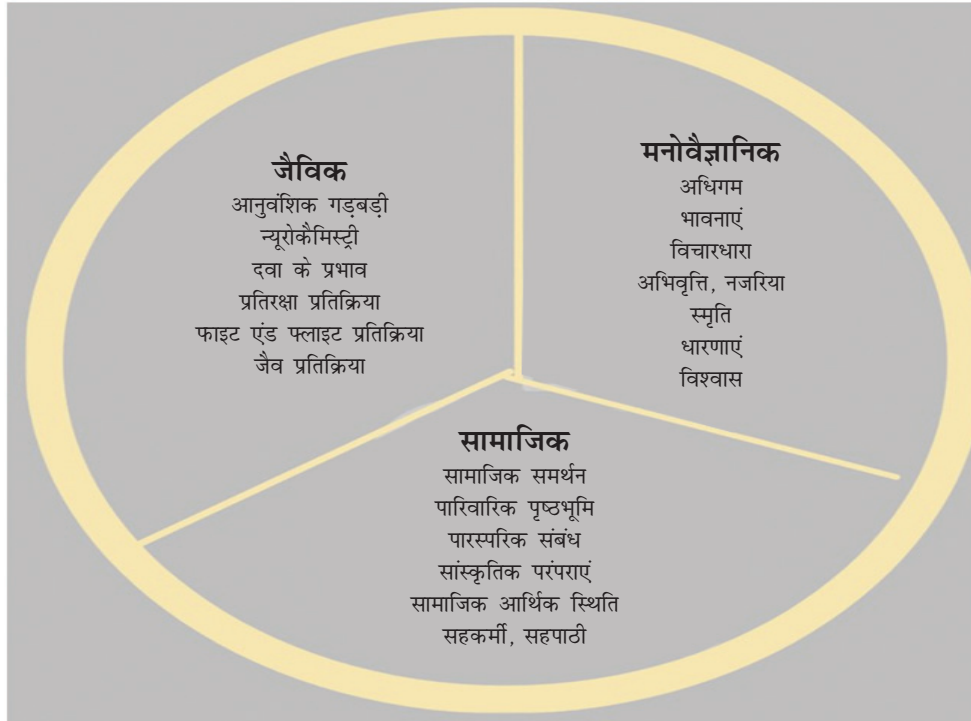 जैविक
आनुवंशिक गड़बड़ी
न्यूरोकैमिस्ट्री
दवा के प्रभाव
प्रतिरक्षा प्रतिक्रिया
फाइट एंड फ्लाइट प्रतिक्रिया
जैव प्रतिक्रिया
मनोवैज्ञानिक
अधिगम
भावनाएं
विचारधारा
अभिवृत्ति, नजरिया
स्मृति
धारणाएं
विश्वास
सामाजिक
सामाजिक समर्थन
पारिवारिक पृष्ठभूमि
पारस्परिक संबंध
सांस्कृतिक परंपराएं
सामाजिक आर्थिक स्थिति
सहकर्मी, सहपाठी